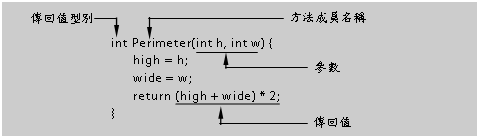 傳回值型別
方法成員名稱
int Perimeter(int h, int w) {
high = h;
參數
wide = w;
return (high + wide) * 2;
}
傳回值